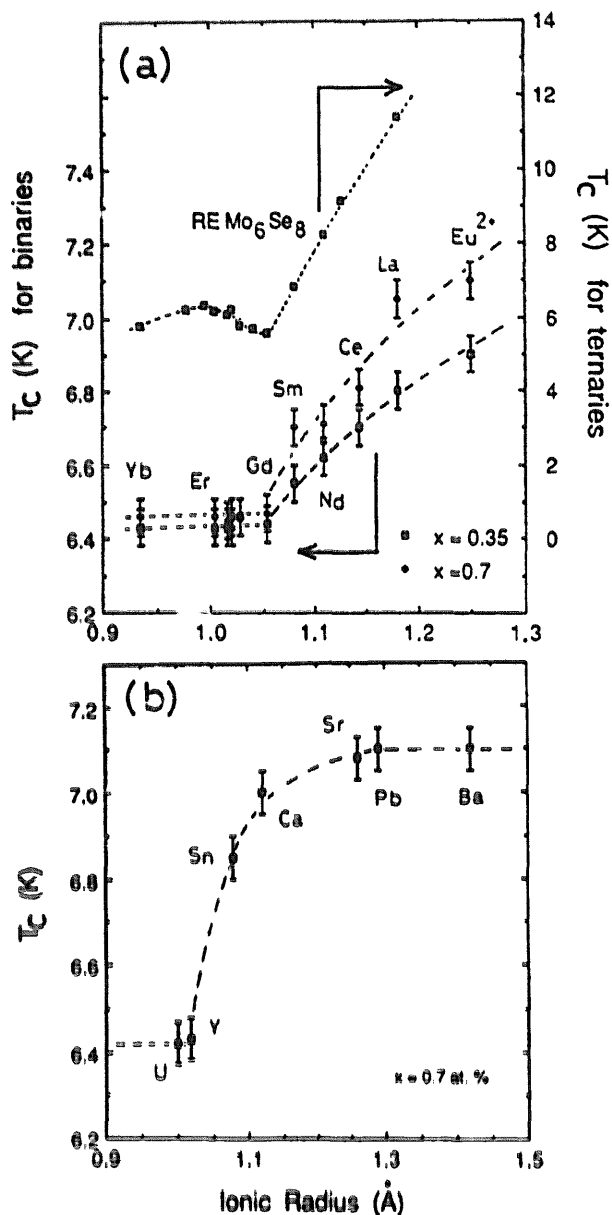 (a)
14
12
10
8
6
4
2
0
T_C (K) for ternaries
7.4
7.2
7.0
6.8
6.6
6.4
6.2
T_C (K) for binaries
REMo6Se8
La
Eu2+
Ce
Sm
Gd
Nd
Yb
Er
x = 0.35
x = 0.7
0.9 1.0 1.1 1.2 1.3
(b)
7.2
7.0
6.8
6.6
6.4
6.2
T_C (K)
Sr
Pb
Ba
Ca
Sn
Y
U
x = 0.7 at. %
0.9 1.1 1.3 1.5
Ionic Radius (Å)